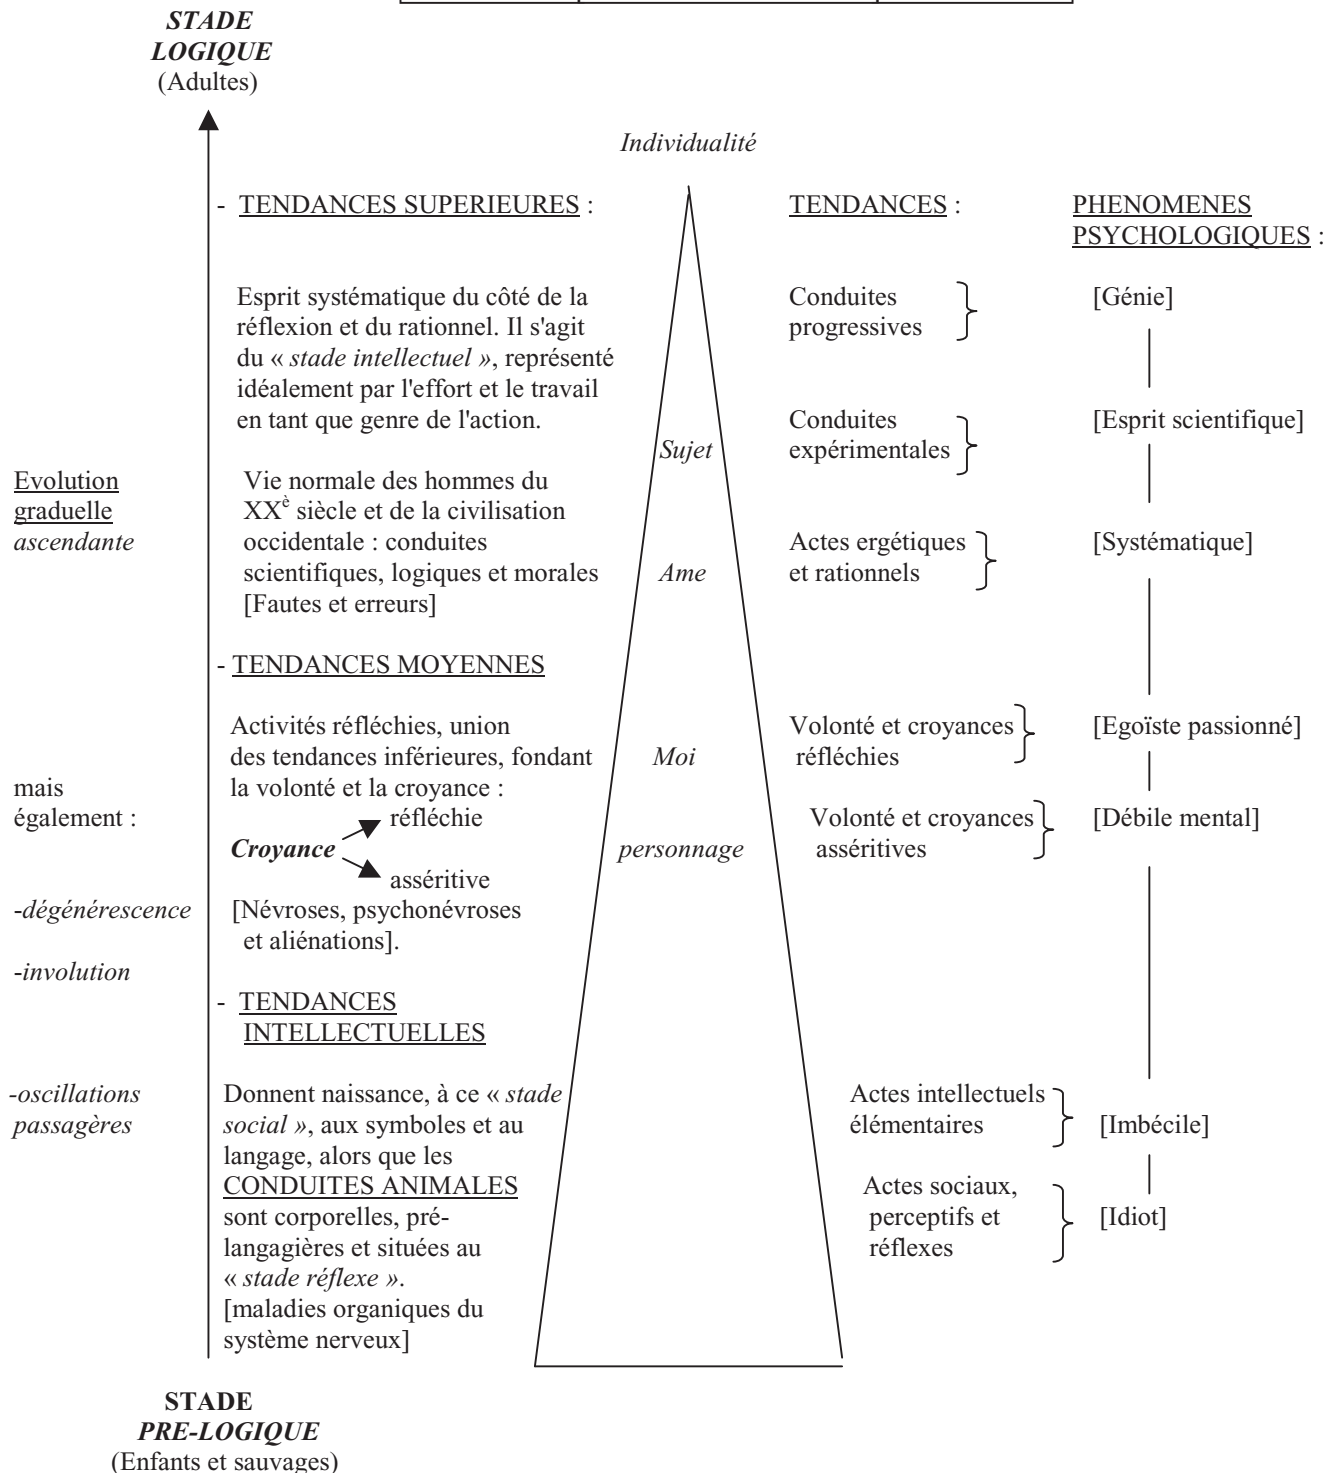 STADE
LOGIQUE
(Adultes)
Individualité
- TENDANCES SUPERIEURES :
TENDANCES :
PHENOMENES
PSYCHOLOGIQUES :
Esprit systématique du côté de la
réflexion et du rationnel. Il s'agit
du « stade intellectuel », représenté
idéalement par l'effort et le travail
en tant que genre de l'action.
Conduites
progressives
[Génie]
Conduites
expérimentales
[Esprit scientifique]
Sujet
Evolution
graduelle
ascendante
Vie normale des hommes du
XXè siècle et de la civilisation
occidentale : conduites
scientifiques, logiques et morales
[Fautes et erreurs]
Ame
Actes ergétiques
et rationnels
[Systématique]
- TENDANCES MOYENNES
Activités réfléchies, union
des tendances inférieures, fondant
la volonté et la croyance :
Moi
Volonté et croyances
réfléchies
[Egoïste passionné]
mais
également :
réfléchie
Croyance
asséritive
personnage
Volonté et croyances
asséritives
[Débile mental]
-dégénérescence
[Névroses, psychonévroses
et aliénations].
-involution
- TENDANCES
INTELLECTUELLES
-oscillations
passagères
Donnent naissance, à ce « stade
social », aux symboles et au
langage, alors que les
CONDUITES ANIMALES
sont corporelles, pré-
langagières et situées au
« stade réflexe ».
[maladies organiques du
système nerveux]
Actes intellectuels
élémentaires
[Imbécile]
Actes sociaux,
perceptifs et
réflexes
[Idiot]
STADE
PRE-LOGIQUE
(Enfants et sauvages)